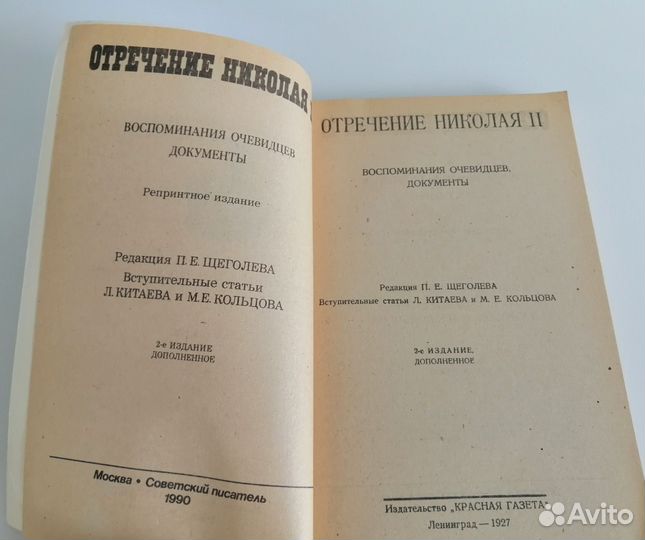 ОТРЕЧЕНИЕ НИКОЛАЯ
ВОСПОМИНАНИЯ ОЧЕВИДЦЕВ
ДОКУМЕНТЫ
Репринтное издание
Редакция П. Е. ЩЕГОЛЕВА
Вступительные статьи
Л. КИТАЕВА и М. Е. КОЛЬЦОВА
2-е ИЗДАНИЕ
ДОПОЛНЕННОЕ
Москва • Советский писатель
1990
ОТРЕЧЕНИЕ НИКОЛАЯ II
ВОСПОМИНАНИЯ ОЧЕВИДЦЕВ,
ДОКУМЕНТЫ
Редакция П. Е. ЩЕГОЛЕВА
Вступительные статьи Л. КИТАЕВА и М. Е. КОЛЬЦОВА
2-е ИЗДАНИЕ,
ДОПОЛНЕННОЕ
Издательство „КРАСНАЯ ГАЗЕТА“
Ленинград — 1927
Avito